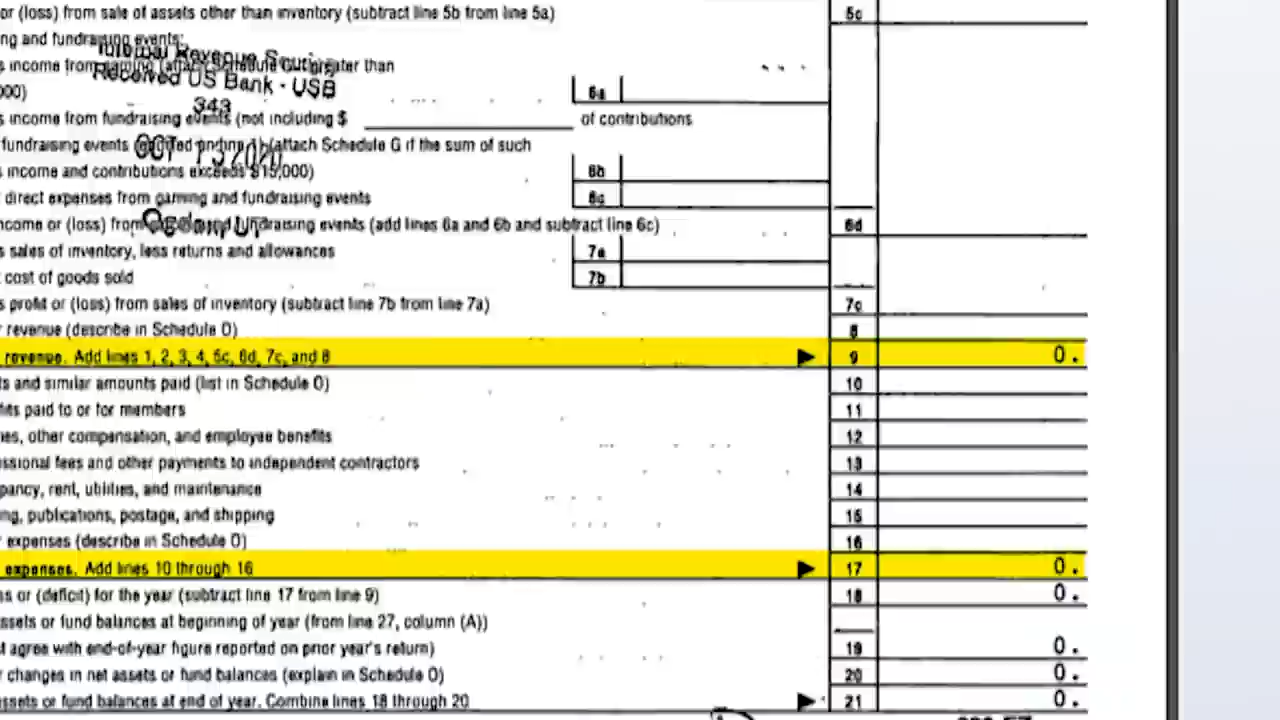 or (loss) from sale of assets other than inventory (subtract line 5b from line 5a) 5c
ng and fundraising events:
Internal Revenue Service
s income from gaming (attach Schedule G if greater than
Received US Bank - USB
000) 6a
343
s income from fundraising events (not including $ of contributions
fundraising events (attach Schedule G if the sum of such
OCT 13 2020
s income and contributions exceeds $15,000) 6b
direct expenses from gaming and fundraising events 6c
ncome or (loss) from gaming and fundraising events (add lines 6a and 6b and subtract line 6c) 6d
Ogden, UT
s sales of inventory, less returns and allowances 7a
cost of goods sold 7b
s profit or (loss) from sales of inventory (subtract line 7b from line 7a) 7c
r revenue (describe in Schedule O) 8
revenue. Add lines 1, 2, 3, 4, 5c, 6d, 7c, and 8 ▶ 9 0.
ts and similar amounts paid (list in Schedule O) 10
fits paid to or for members 11
es, other compensation, and employee benefits 12
ssional fees and other payments to independent contractors 13
pancy, rent, utilities, and maintenance 14
ng, publications, postage, and shipping 15
r expenses (describe in Schedule O) 16
expenses. Add lines 10 through 16 ▶ 17 0.
ss or (deficit) for the year (subtract line 17 from line 9) 18 0.
assets or fund balances at beginning of year (from line 27, column (A))
t agree with end-of-year figure reported on prior year's return) 19 0.
r changes in net assets or fund balances (explain in Schedule O) 20 0.
assets or fund balances at end of year. Combine lines 18 through 20 ▶ 21 0.